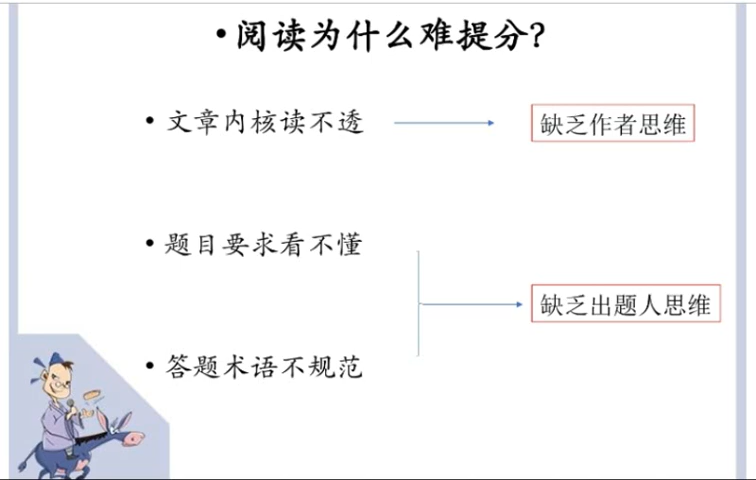 •阅读为什么难提分?
•文章内核读不透
缺乏作者思维
•题目要求看不懂
缺乏出题人思维
•答题术语不规范